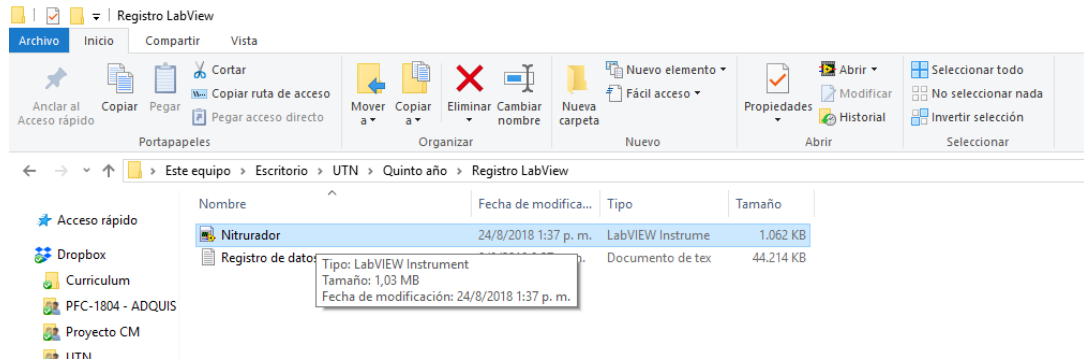 Registro LabView
Archivo Inicio Compartir Vista
Anclar al Acceso rápido
Copiar
Pegar
Cortar
Copiar ruta de acceso
Pegar acceso directo
Portapapeles
Mover a
Copiar a
Eliminar
Cambiar nombre
Organizar
Nueva carpeta
Nuevo elemento
Fácil acceso
Nuevo
Propiedades
Abrir
Modificar
Historial
Abrir
Seleccionar todo
No seleccionar nada
Invertir selección
Seleccionar
Este equipo > Escritorio > UTN > Quinto año > Registro LabView
Nombre Fecha de modifica... Tipo Tamaño
Acceso rápido
Dropbox
Curriculum
PFC-1804 - ADQUIS
Proyecto CM
UTN
Nitrurador 24/8/2018 1:37 p. m. LabVIEW Instrume 1.062 KB
Registro de datos Documento de tex 44.214 KB
Tipo: LabVIEW Instrument
Tamaño: 1,03 MB
Fecha de modificación: 24/8/2018 1:37 p. m.